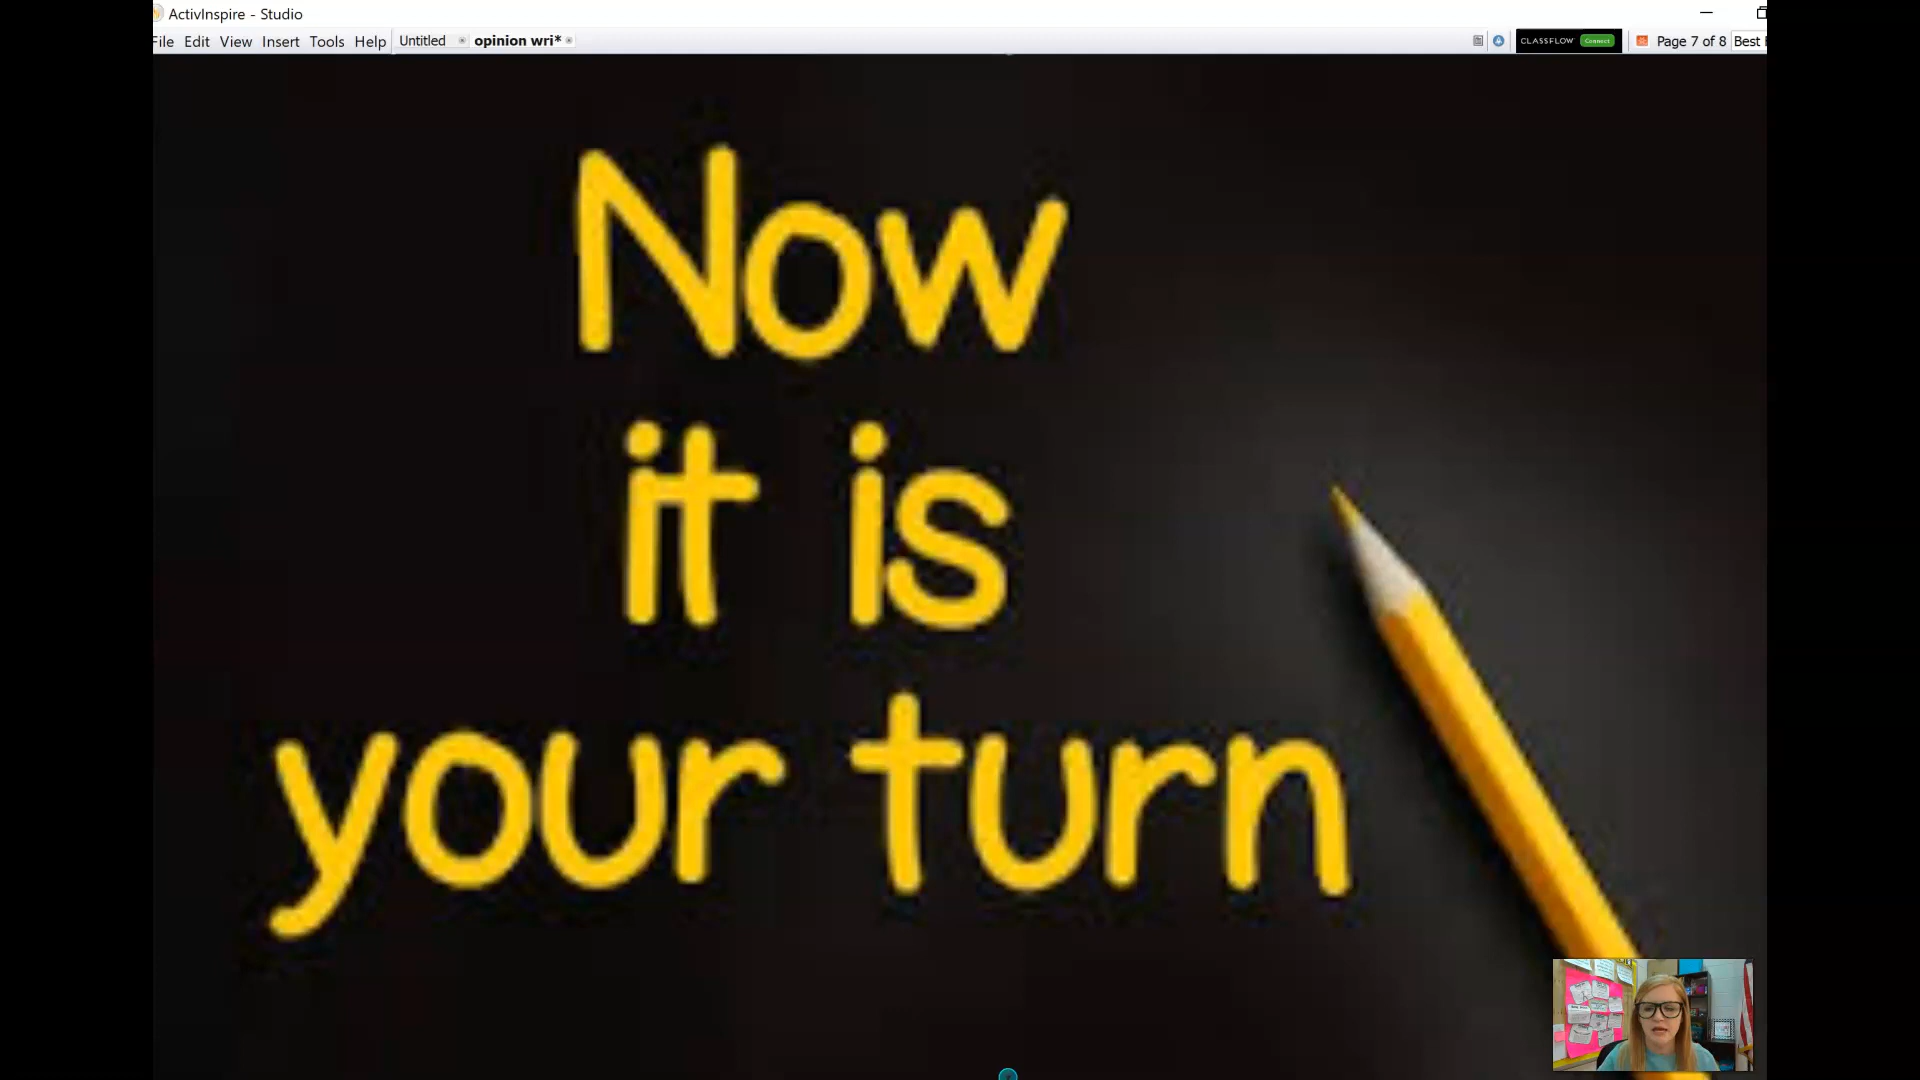 ActivInspire - Studio
File Edit View Insert Tools Help Untitled opinion wri* CLASSFLOW Connect Page 7 of 8 Best
Now
it is
your turn